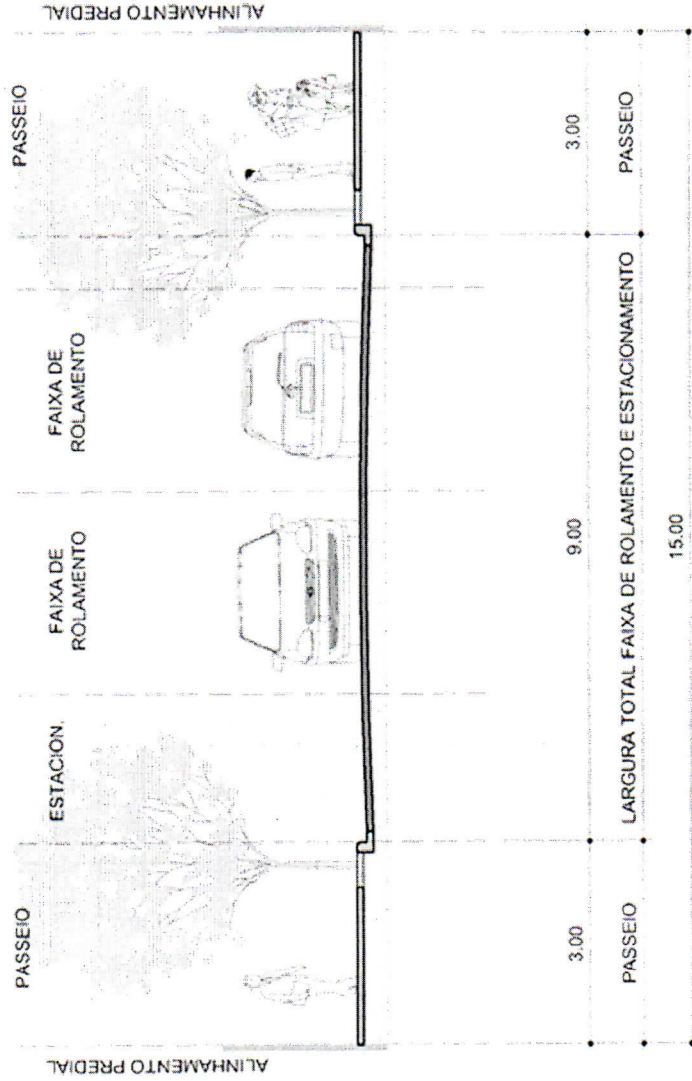 ALINHAMENTO PREDIAL
PASSEIO
ESTACION.
FAIXA DE
ROLAMENTO
FAIXA DE
ROLAMENTO
PASSEIO
ALINHAMENTO PREDIAL
3.00
9.00
3.00
PASSEIO
LARGURA TOTAL FAIXA DE ROLAMENTO E ESTACIONAMENTO
PASSEIO
15.00